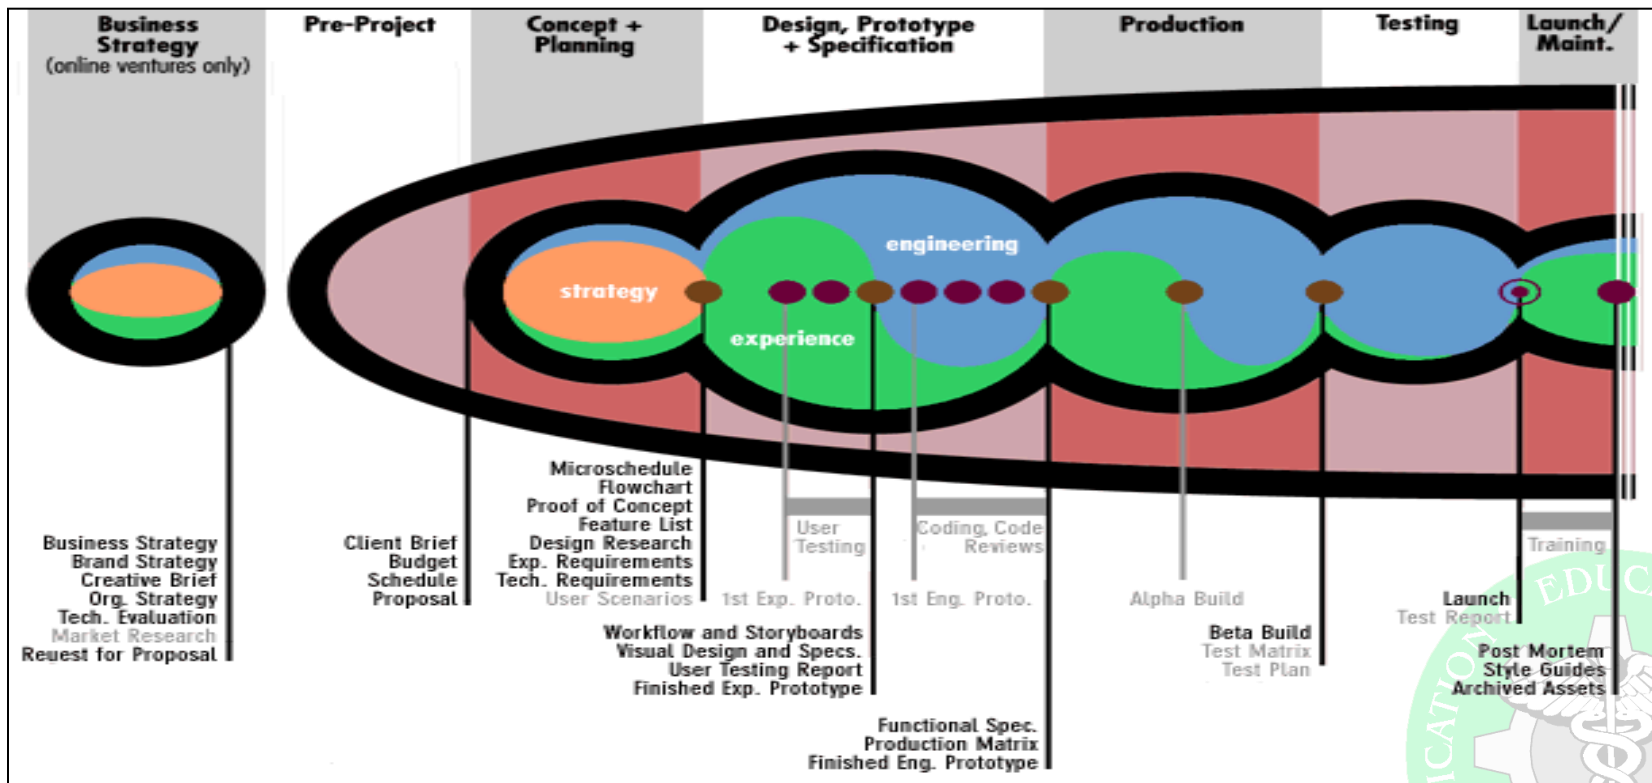 Business
Strategy
(online ventures only)
Pre-Project
Concept +
Planning
Design, Prototype
+ Specification
Production
Testing
Launch/
Maint.
engineering
strategy
experience
Business Strategy
Brand Strategy
Creative Brief
Org. Strategy
Tech. Evaluation
Market Research
Reuest for Proposal
Client Brief
Budget
Schedule
Proposal
Microschedule
Flowchart
Proof of Concept
Feature List
Design Research
Exp. Requirements
Tech. Requirements
User Scenarios
User
Testing
1st Exp. Proto.
Workflow and Storyboards
Visual Design and Specs.
User Testing Report
Finished Exp. Prototype
Coding, Code
Reviews
1st Eng. Proto.
Functional Spec.
Production Matrix
Finished Eng. Prototype
Alpha Build
Beta Build
Test Matrix
Test Plan
Launch
Test Report
Training
Post Mortem
Style Guides
Archived Assets